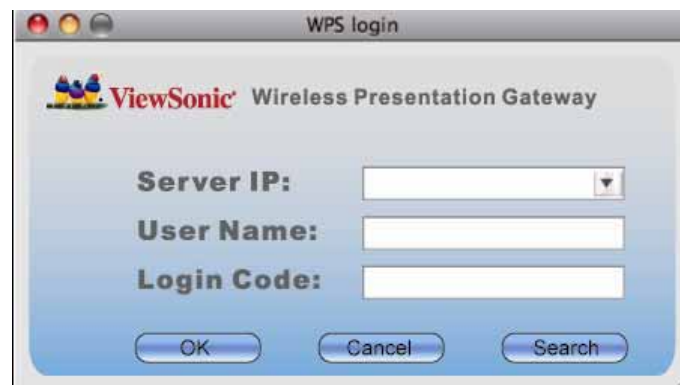 WPS login
ViewSonic® Wireless Presentation Gateway
Server IP:
User Name:
Login Code:
OK Cancel Search